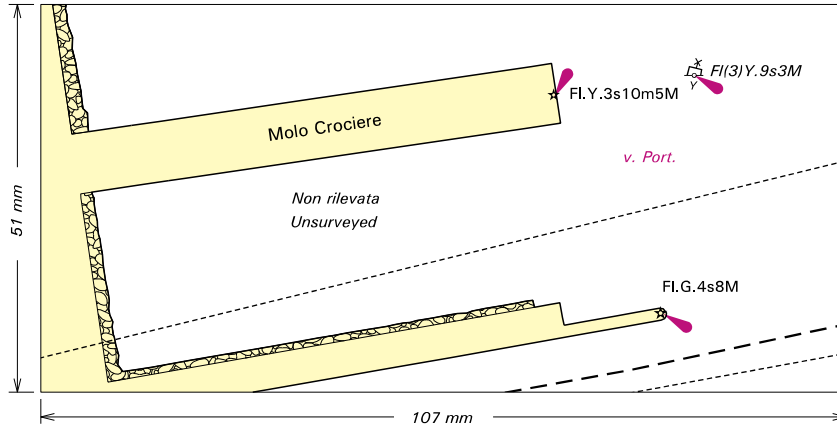 X
Y
Fl(3)Y.9s3M
Fl.Y.3s10m5M
Molo Crociere
v. Port.
Non rilevata
Unsurveyed
51 mm
Fl.G.4s8M
107 mm